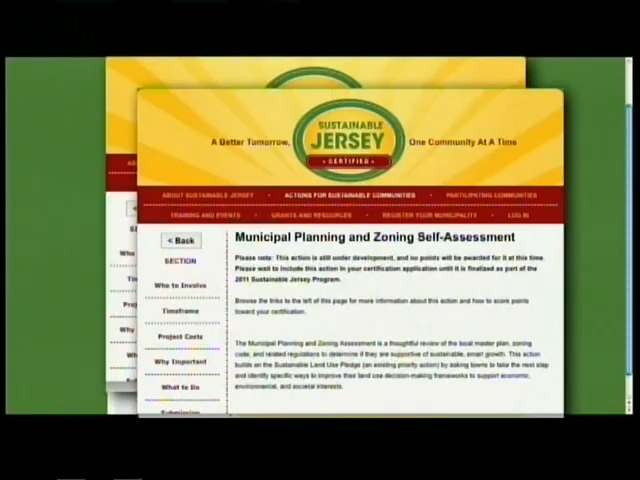 SUSTAINABLE
A Better Tomorrow, JERSEY One Community At A Time
• CERTIFIED •
ABOUT SUSTAINABLE JERSEY • ACTIONS FOR SUSTAINABLE COMMUNITIES • PARTICIPATING COMMUNITIES
TRAINING AND EVENTS • GRANTS AND RESOURCES • REGISTER YOUR MUNICIPALITY • LOG IN
< Back
SECTION
Who to Involve
Timeframe
Project Costs
Why Important
What to Do
Submission
Municipal Planning and Zoning Self-Assessment
Please note: This action is still under development, and no points will be awarded for it at this time.
Please wait to include this action in your certification application until it is finalized as part of the
2011 Sustainable Jersey Program.
Browse the links to the left of this page for more information about this action and how to score points
toward your certification.
The Municipal Planning and Zoning Assessment is a thoughtful review of the local master plan, zoning
code, and related regulations to determine if they are supportive of sustainable, smart growth. This action
builds on the Sustainable Land Use Pledge (an existing priority action) by asking towns to take the next step
and identify specific ways to improve their land use decision-making frameworks to support economic,
environmental, and societal interests.